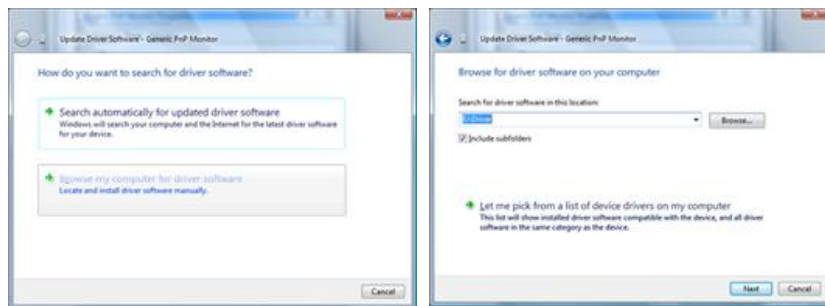 Update Driver Software - Generic PnP Monitor
How do you want to search for driver software?
Search automatically for updated driver software
Windows will search your computer and the Internet for the latest driver software
for your device.
Browse my computer for driver software
Locate and install driver software manually.
Cancel
Update Driver Software - Generic PnP Monitor
Browse for driver software on your computer
Search for driver software in this location:
Browse...
Include subfolders
Let me pick from a list of device drivers on my computer
This list will show installed driver software compatible with the device, and all driver
software in the same category as the device.
Next Cancel